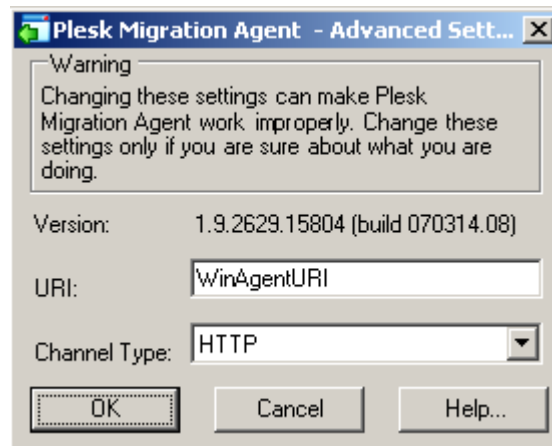 Plesk Migration Agent - Advanced Sett...
Warning
Changing these settings can make Plesk
Migration Agent work improperly. Change these
settings only if you are sure about what you are
doing.
Version: 1.9.2629.15804 (build 070314.08)
URI: WinAgentURI
Channel Type: HTTP
OK Cancel Help...